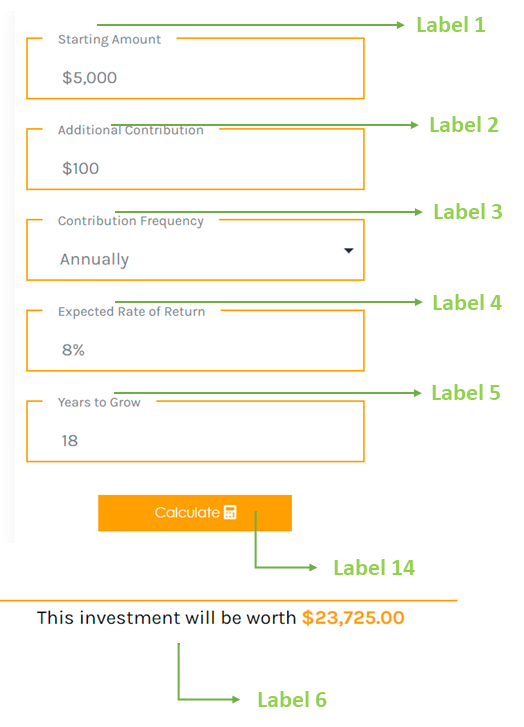 Label 1
Starting Amount
$5,000
Label 2
Additional Contribution
$100
Label 3
Contribution Frequency
Annually
Label 4
Expected Rate of Return
8%
Label 5
Years to Grow
18
Calculate
Label 14
This investment will be worth $23,725.00
Label 6